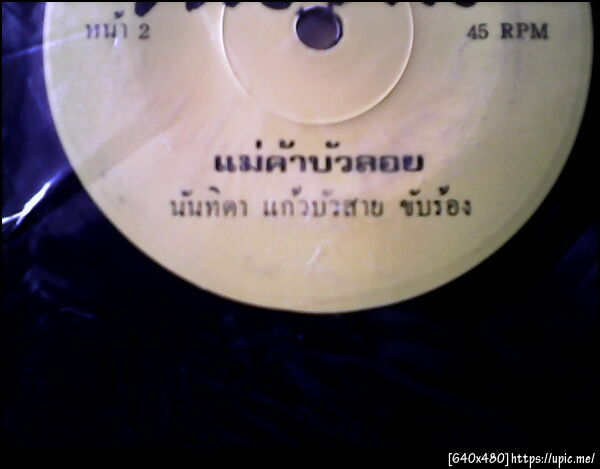 หน้า 2
45 RPM
แม่ค้าบัวลอย
นันทิดา แก้วบัวสาย ขับร้อง
[640x480]https://upic.me/